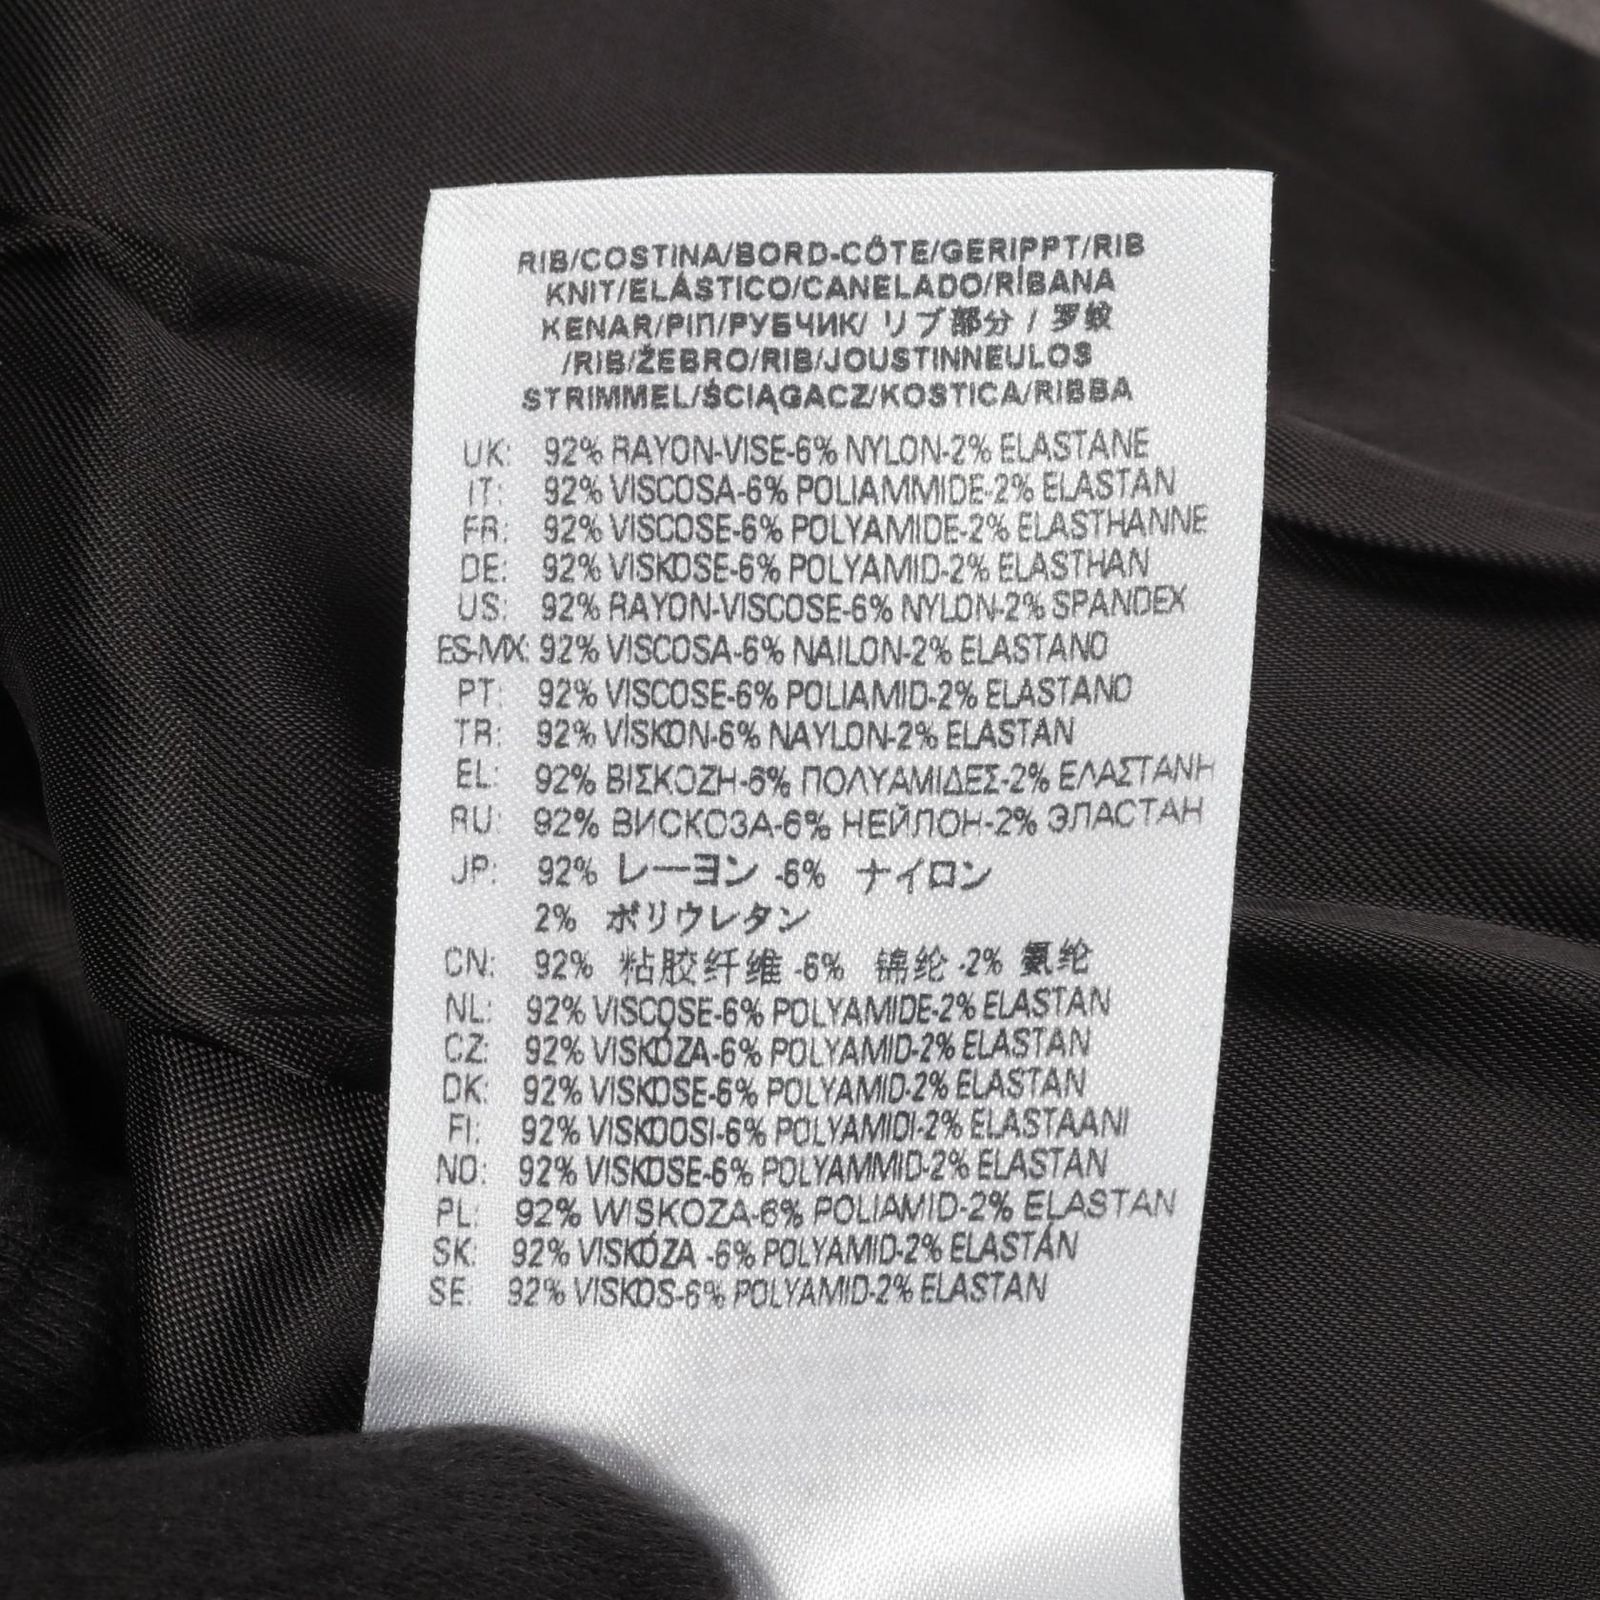 RIB/COSTINA/BORD-CÔTE/GERIPPT/RIB
KNIT/ELÁSTICO/CANELADO/RİBANA
KENAR/ΡΙΠ/РУБЧИК/ リブ部分 / 罗蚊
/RIB/ŽEBRO/RIB/JOUSTINNEULOS
STRIMMEL/ŚCIĄGACZ/KOSTICA/RIBBA
UK: 92% RAYON-VISE-6% NYLON-2% ELASTANE
IT: 92% VISCOSA-6% POLIAMMIDE-2% ELASTAN
FR: 92% VISCOSE-6% POLYAMIDE-2% ELASTHANNE
DE: 92% VISKOSE-6% POLYAMID-2% ELASTHAN
US: 92% RAYON-VISCOSE-6% NYLON-2% SPANDEX
ES-MX: 92% VISCOSA-6% NAILON-2% ELASTANO
PT: 92% VISCOSE-6% POLIAMID-2% ELASTANO
TR: 92% VİSKON-6% NAYLON-2% ELASTAN
EL: 92% ΒΙΣΚΟΖΗ-6% ΠΟΛΥΑΜΙΔΕΣ-2% ΕΛΑΣΤΑΝΗ
RU: 92% ВИСКОЗА-6% НЕЙЛОН-2% ЭЛАСТАН
JP: 92% レーヨン -6% ナイロン
2% ポリウレタン
CN: 92% 粘胶纤维 -6% 锦纶 -2% 氨纶
NL: 92% VISCOSE-6% POLYAMIDE-2% ELASTAN
CZ: 92% VISKÓZA-6% POLYAMID-2% ELASTAN
DK: 92% VISKOSE-6% POLYAMID-2% ELASTAN
FI: 92% VISKOOSI-6% POLYAMIDI-2% ELASTAANI
NO: 92% VISKOSE-6% POLYAMMID-2% ELASTAN
PL: 92% WISKOZA-6% POLIAMID-2% ELASTAN
SK: 92% VISKÓZA -6% POLYAMID-2% ELASTÁN
SE: 92% VISKOS-6% POLYAMID-2% ELASTAN